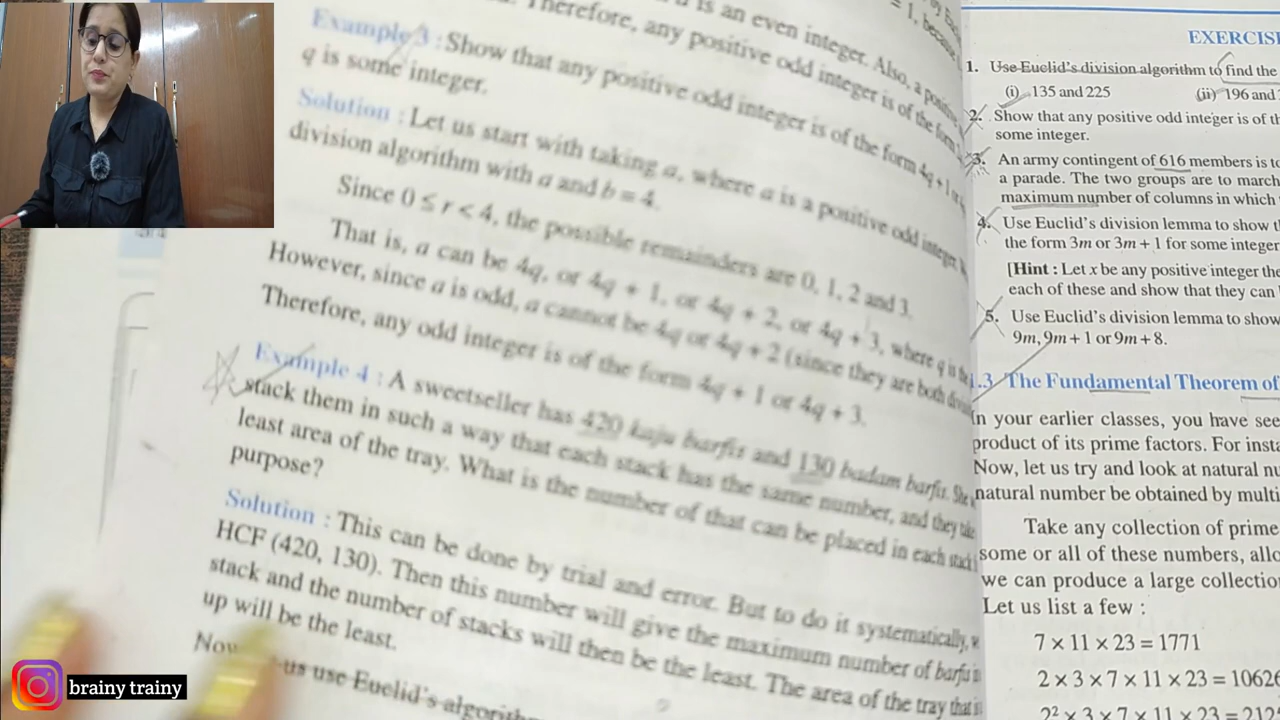 = 1, because
is an even integer. Also, a positive
Therefore, any positive odd integer is of the form
Example 3 : Show that any positive odd integer is of the form 4q + 1 or
q is some integer.
Solution : Let us start with taking a, where a is a positive odd integer.
division algorithm with a and b = 4.
Since 0 ≤ r < 4, the possible remainders are 0, 1, 2 and 3.
That is, a can be 4q, or 4q + 1, or 4q + 2, or 4q + 3, where q is the
However, since a is odd, a cannot be 4q or 4q + 2 (since they are both
Therefore, any odd integer is of the form 4q + 1 or 4q + 3.
Example 4 : A sweetseller has 420 kaju barfis and 130 badam barfis. She
stack them in such a way that each stack has the same number, and they take
least area of the tray. What is the number of that can be placed in each stack
purpose?
Solution : This can be done by trial and error. But to do it systematically,
HCF (420, 130). Then this number will give the maximum number of barfis
stack and the number of stacks will then be the least. The area of the tray that
up will be the least.
us use Euclid's
EXERCIS
1. Use Euclid's division algorithm to find the
(i) 135 and 225
(ii) 196 and
2. Show that any positive odd integer is of
some integer.
3. An army contingent of 616 members is
a parade. The two groups are to march
maximum number of columns in which
4. Use Euclid's division lemma to show
the form 3m or 3m + 1 for some integer
[Hint : Let x be any positive integer
each of these and show that they can
5. Use Euclid's division lemma to show
9m, 9m + 1 or 9m + 8.
1.3 The Fundamental Theorem of
In your earlier classes, you have
product of its prime factors. For
Now, let us try and look at natural
natural number be obtained by
Take any collection of prime
some or all of these numbers,
we can produce a large
Let us list a few :
7 × 11 × 23 = 1771
2 × 3 × 7 × 11 × 23 = 1062
2² × 3 × 7 × 11 × 23 = 212
brainy trainy